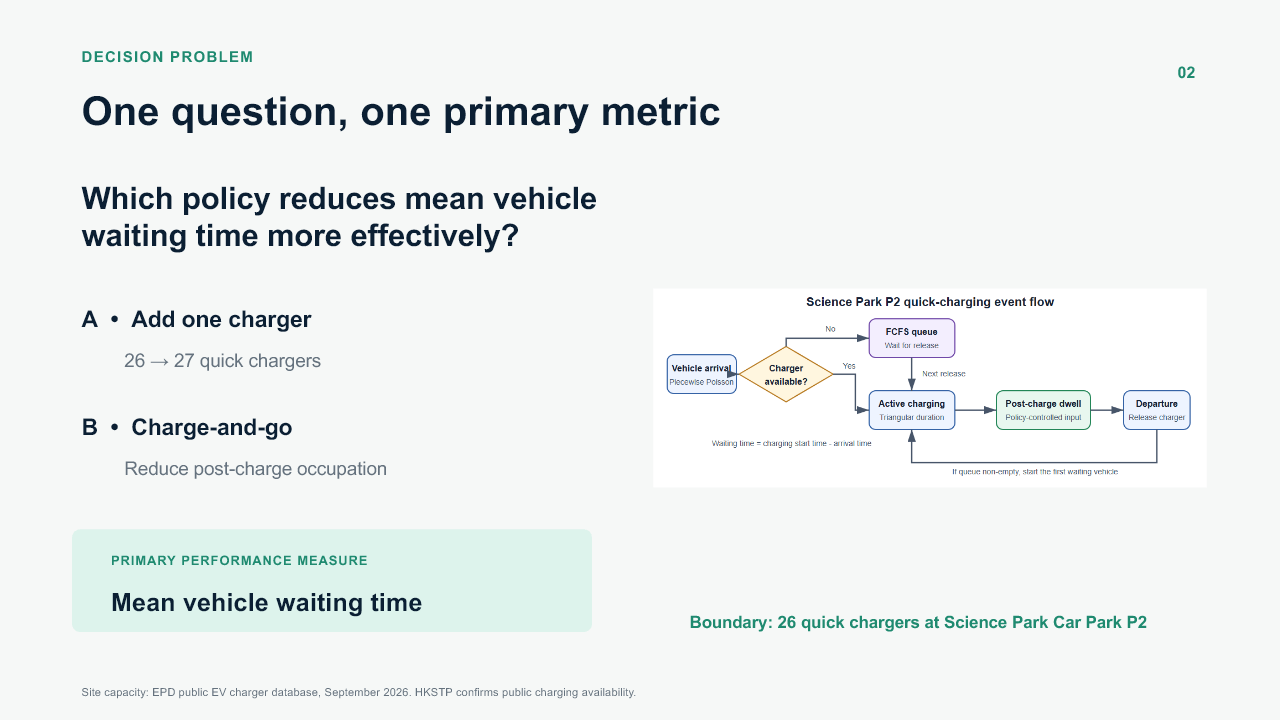 DECISION PROBLEM
02
One question, one primary metric
Which policy reduces mean vehicle
waiting time more effectively?
A • Add one charger
26 → 27 quick chargers
B • Charge-and-go
Reduce post-charge occupation
PRIMARY PERFORMANCE MEASURE
Mean vehicle waiting time
Science Park P2 quick-charging event flow
Vehicle arrival
Piecewise Poisson
Charger
available?
No
Yes
FCFS queue
Wait for release
Next release
Active charging
Triangular duration
Post-charge dwell
Policy-controlled input
Departure
Release charger
Waiting time = charging start time - arrival time
If queue non-empty, start the first waiting vehicle
Boundary: 26 quick chargers at Science Park Car Park P2
Site capacity: EPD public EV charger database, September 2026. HKSTP confirms public charging availability.